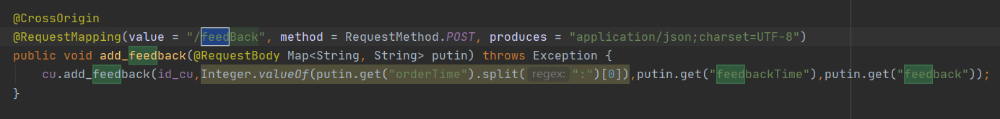 @CrossOrigin
@RequestMapping(value = "/feedBack", method = RequestMethod.POST, produces = "application/json;charset=UTF-8")
public void add_feedback(@RequestBody Map<String, String> putin) throws Exception {
cu.add_feedback(id_cu,Integer.valueOf(putin.get("orderTime").split( regex: ":")[0]),putin.get("feedbackTime"),putin.get("feedback"));
}